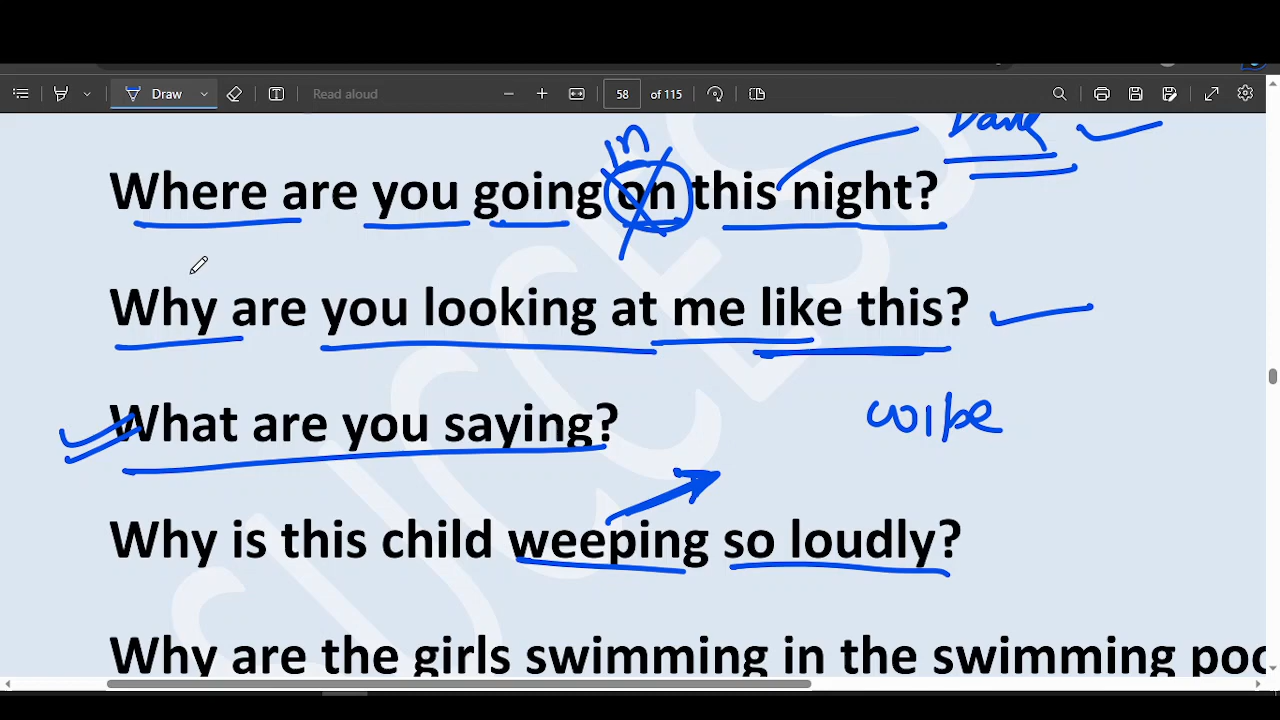 Draw Read aloud 58 of 115
Dark
in
Where are you going on this night?
Why are you looking at me like this?
What are you saying?
wipe
Why is this child weeping so loudly?
Why are the girls swimming in the swimming poo
SUCCESS